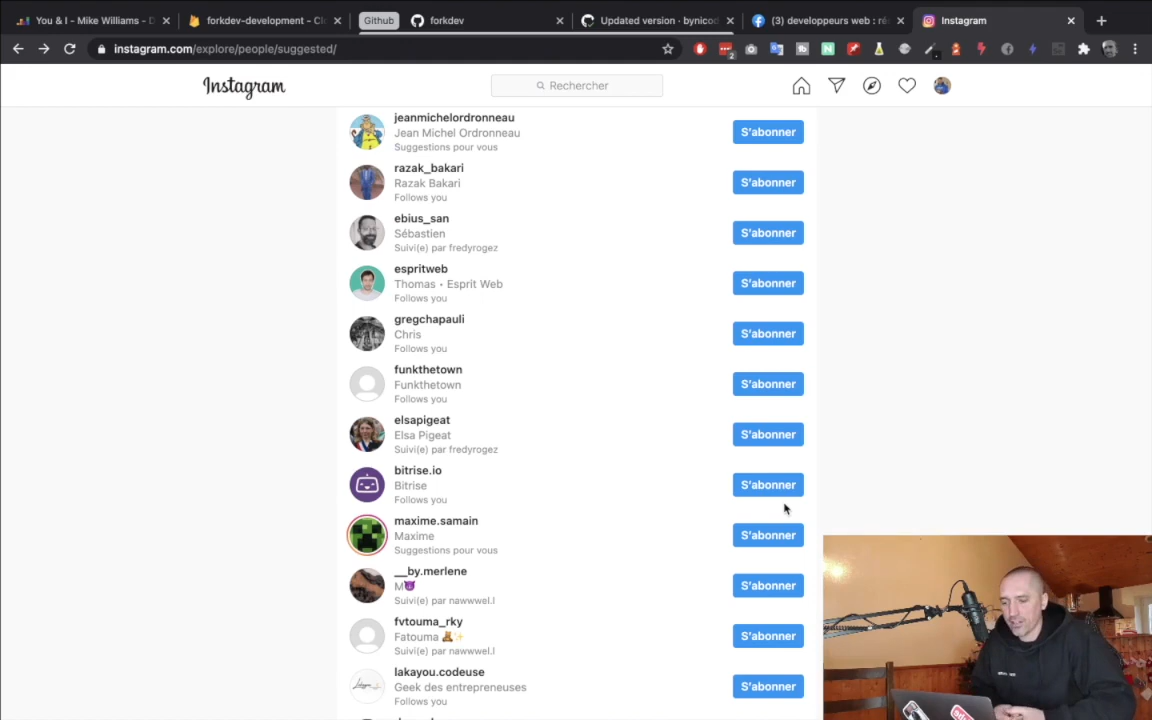 You & I - Mike Williams - D
forkdev-development - Clo
Github
forkdev
Updated version · bynicod
(3) developpeurs web : ré
Instagram
instagram.com/explore/people/suggested/
2
Instagram
Rechercher
jeanmichelordronneau
Jean Michel Ordronneau
Suggestions pour vous
S'abonner
razak_bakari
Razak Bakari
Follows you
S'abonner
ebius_san
Sébastien
Suivi(e) par fredyrogez
S'abonner
espritweb
Thomas • Esprit Web
Follows you
S'abonner
gregchapauli
Chris
Follows you
S'abonner
funkthetown
Funkthetown
Follows you
S'abonner
elsapigeat
Elsa Pigeat
Suivi(e) par fredyrogez
S'abonner
bitrise.io
Bitrise
Follows you
S'abonner
maxime.samain
Maxime
Suggestions pour vous
S'abonner
__by.merlene
M😈
Suivi(e) par nawwwel.l
S'abonner
fvtouma_rky
Fatouma 🧸✨
Suivi(e) par nawwwel.l
S'abonner
lakayou.codeuse
Geek des entrepreneuses
Follows you
S'abonner